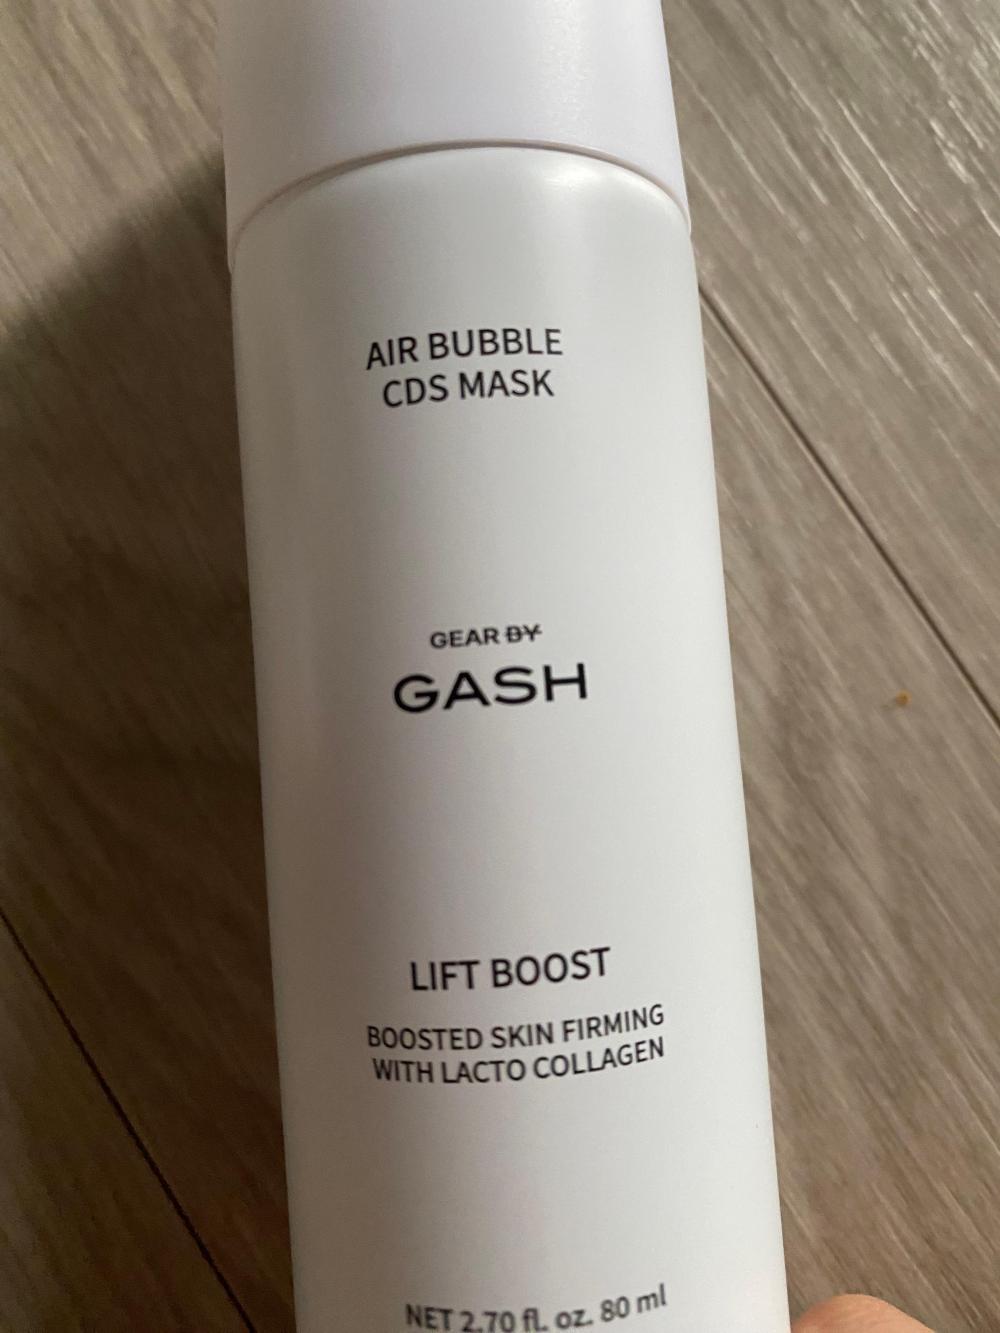 AIR BUBBLE
CDS MASK
GEAR BY
GASH
LIFT BOOST
BOOSTED SKIN FIRMING
WITH LACTO COLLAGEN
NET 2.70 fl. oz. 80 ml